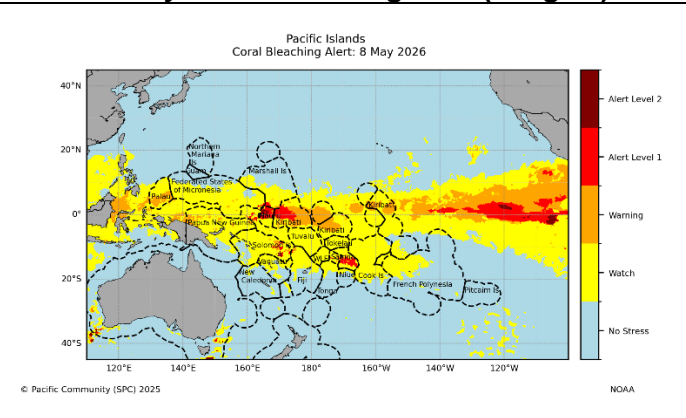 Pacific Islands
Coral Bleaching Alert: 8 May 2026
40°N
20°N
0°
20°S
40°S
120°E
140°E
160°E
180°
160°W
140°W
120°W
Northern
Mariana
Is
Guam
Marshall Is
Federated States
of Micronesia
Palau
Kiribati
Papua New Guinea
Nauru
Kiribati
Kiribati
Tuvalu
Tokelau
Solomon Is
Vanuatu
W&F
Samoa
New
Caledonia
Fiji
Niue
Cook Is
Tonga
French Polynesia
Pitcairn Is
Alert Level 2
Alert Level 1
Warning
Watch
No Stress
© Pacific Community (SPC) 2025
NOAA